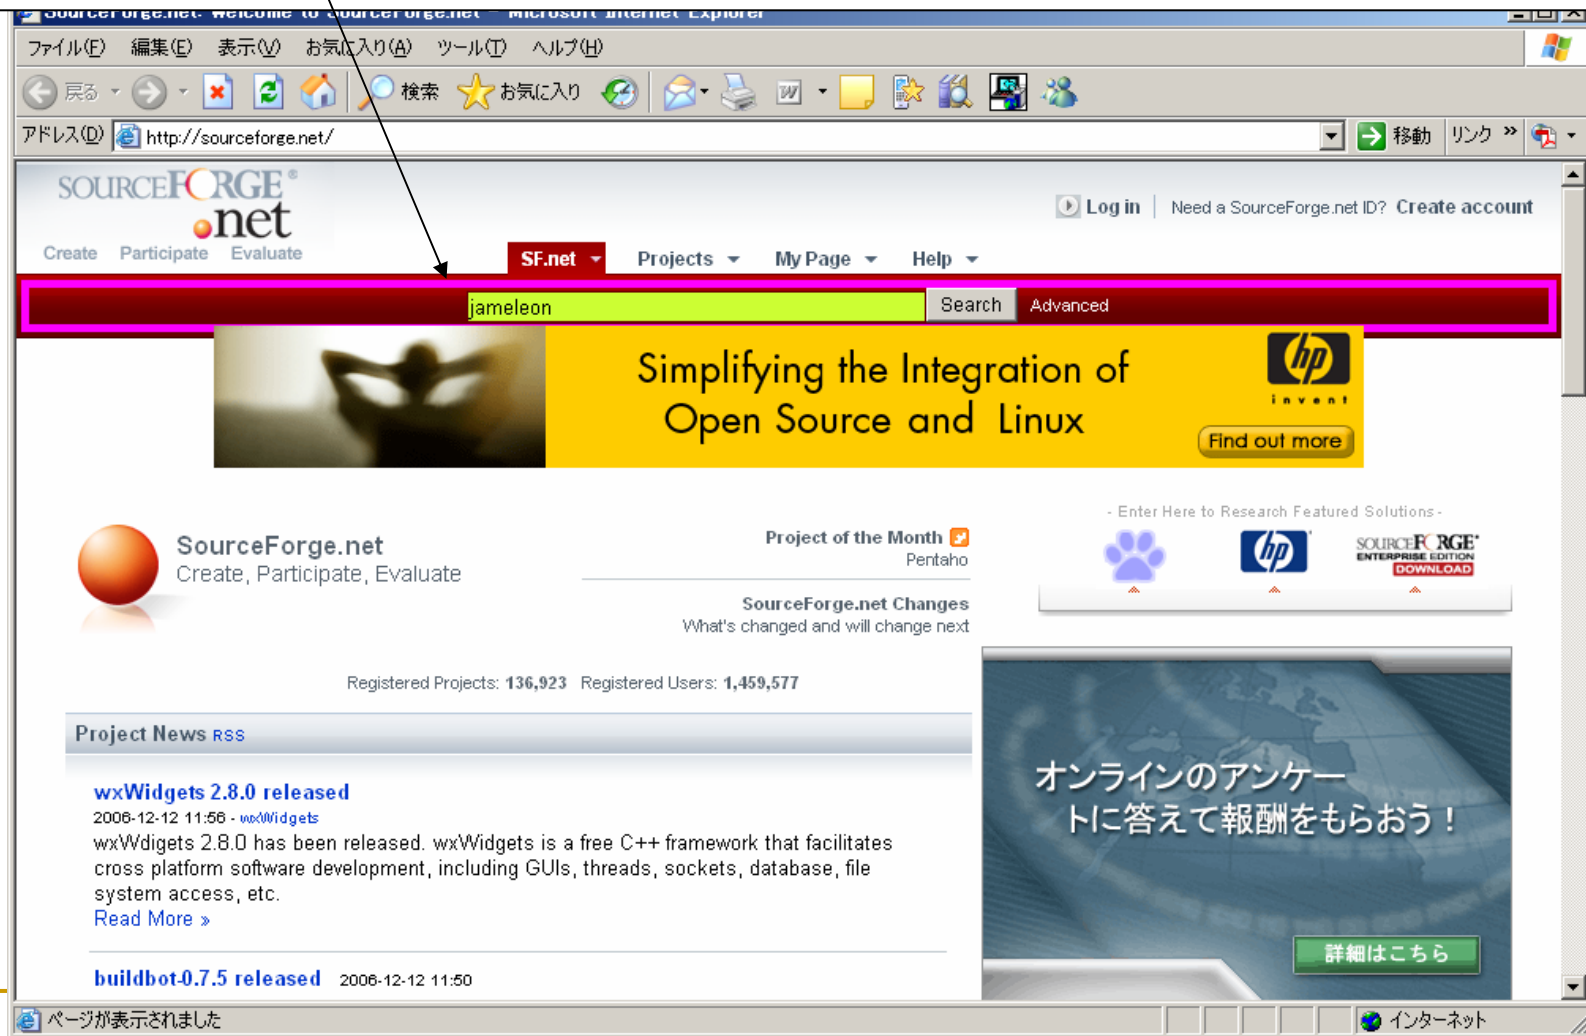 SourceForge.net: Welcome to SourceForge.net - Microsoft Internet Explorer
ファイル(F) 編集(E) 表示(V) お気に入り(A) ツール(T) ヘルプ(H)
戻る 検索 お気に入り
アドレス(D) http://sourceforge.net/ 移動 リンク »
SOURCEFORGE®
.net
Create Participate Evaluate
Log in Need a SourceForge.net ID? Create account
SF.net Projects My Page Help
jameleon Search Advanced
Simplifying the Integration of
Open Source and Linux
hp
invent
Find out more
SourceForge.net
Create, Participate, Evaluate
Project of the Month
Pentaho
SourceForge.net Changes
What's changed and will change next
- Enter Here to Research Featured Solutions -
hp
SOURCEFORGE
ENTERPRISE EDITION
DOWNLOAD
Registered Projects: 136,923 Registered Users: 1,459,577
Project News RSS
wxWidgets 2.8.0 released
2006-12-12 11:56 - wxWidgets
wxWdigets 2.8.0 has been released. wxWidgets is a free C++ framework that facilitates
cross platform software development, including GUIs, threads, sockets, database, file
system access, etc.
Read More »
buildbot-0.7.5 released 2006-12-12 11:50
オンラインのアンケー
トに答えて報酬をもらおう！
詳細はこちら
ページが表示されました インターネット